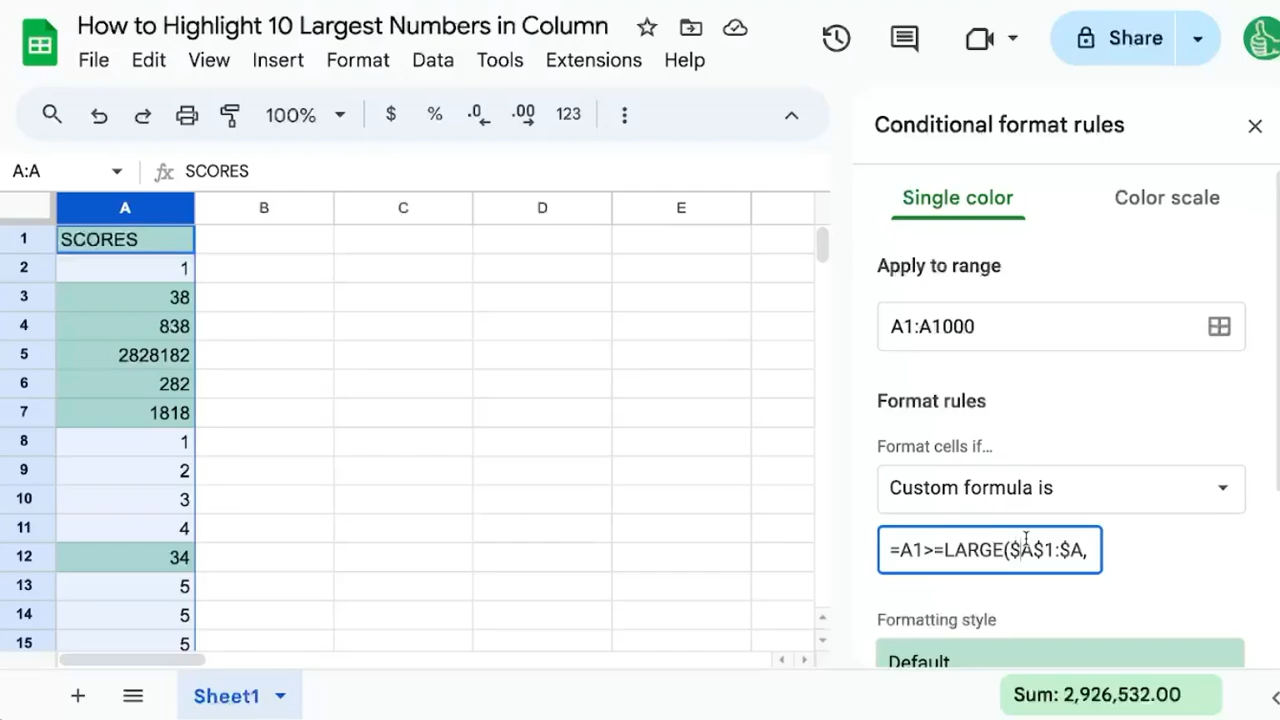 How to Highlight 10 Largest Numbers in Column
File Edit View Insert Format Data Tools Extensions Help
Share
100% $ % .0 .00 123
A:A fx SCORES
A B C D E
1 SCORES
2 1
3 38
4 838
5 2828182
6 282
7 1818
8 1
9 2
10 3
11 4
12 34
13 5
14 5
15 5
Sheet1
Sum: 2,926,532.00
Conditional format rules
Single color Color scale
Apply to range
A1:A1000
Format rules
Format cells if…
Custom formula is
=A1>=LARGE($A$1:$A,
Formatting style
Default